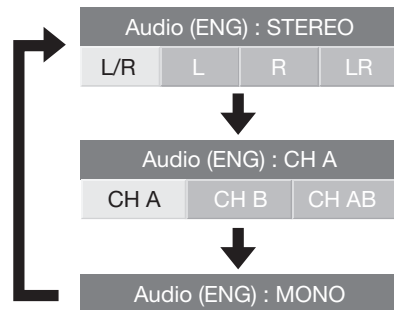 Audio (ENG) : STEREO
L/R L R LR
Audio (ENG) : CH A
CH A CH B CH AB
Audio (ENG) : MONO